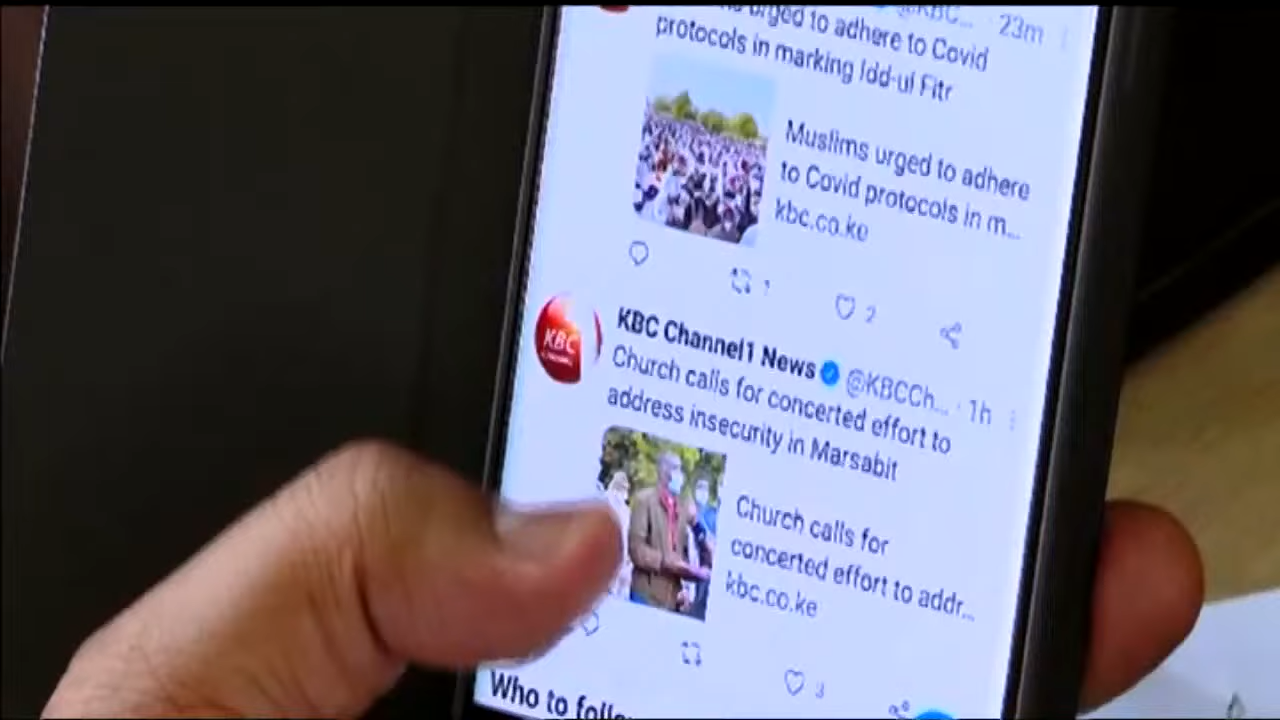 urged to adhere to Covid
@KBC... · 23m
protocols in marking Idd-ul Fitr
Muslims urged to adhere
to Covid protocols in m...
kbc.co.ke
1
2
KBC
KBC Channel1 News @KBCCh... · 1h
Church calls for concerted effort to
address insecurity in Marsabit
Church calls for
concerted effort to addr...
kbc.co.ke
3
Who to follow